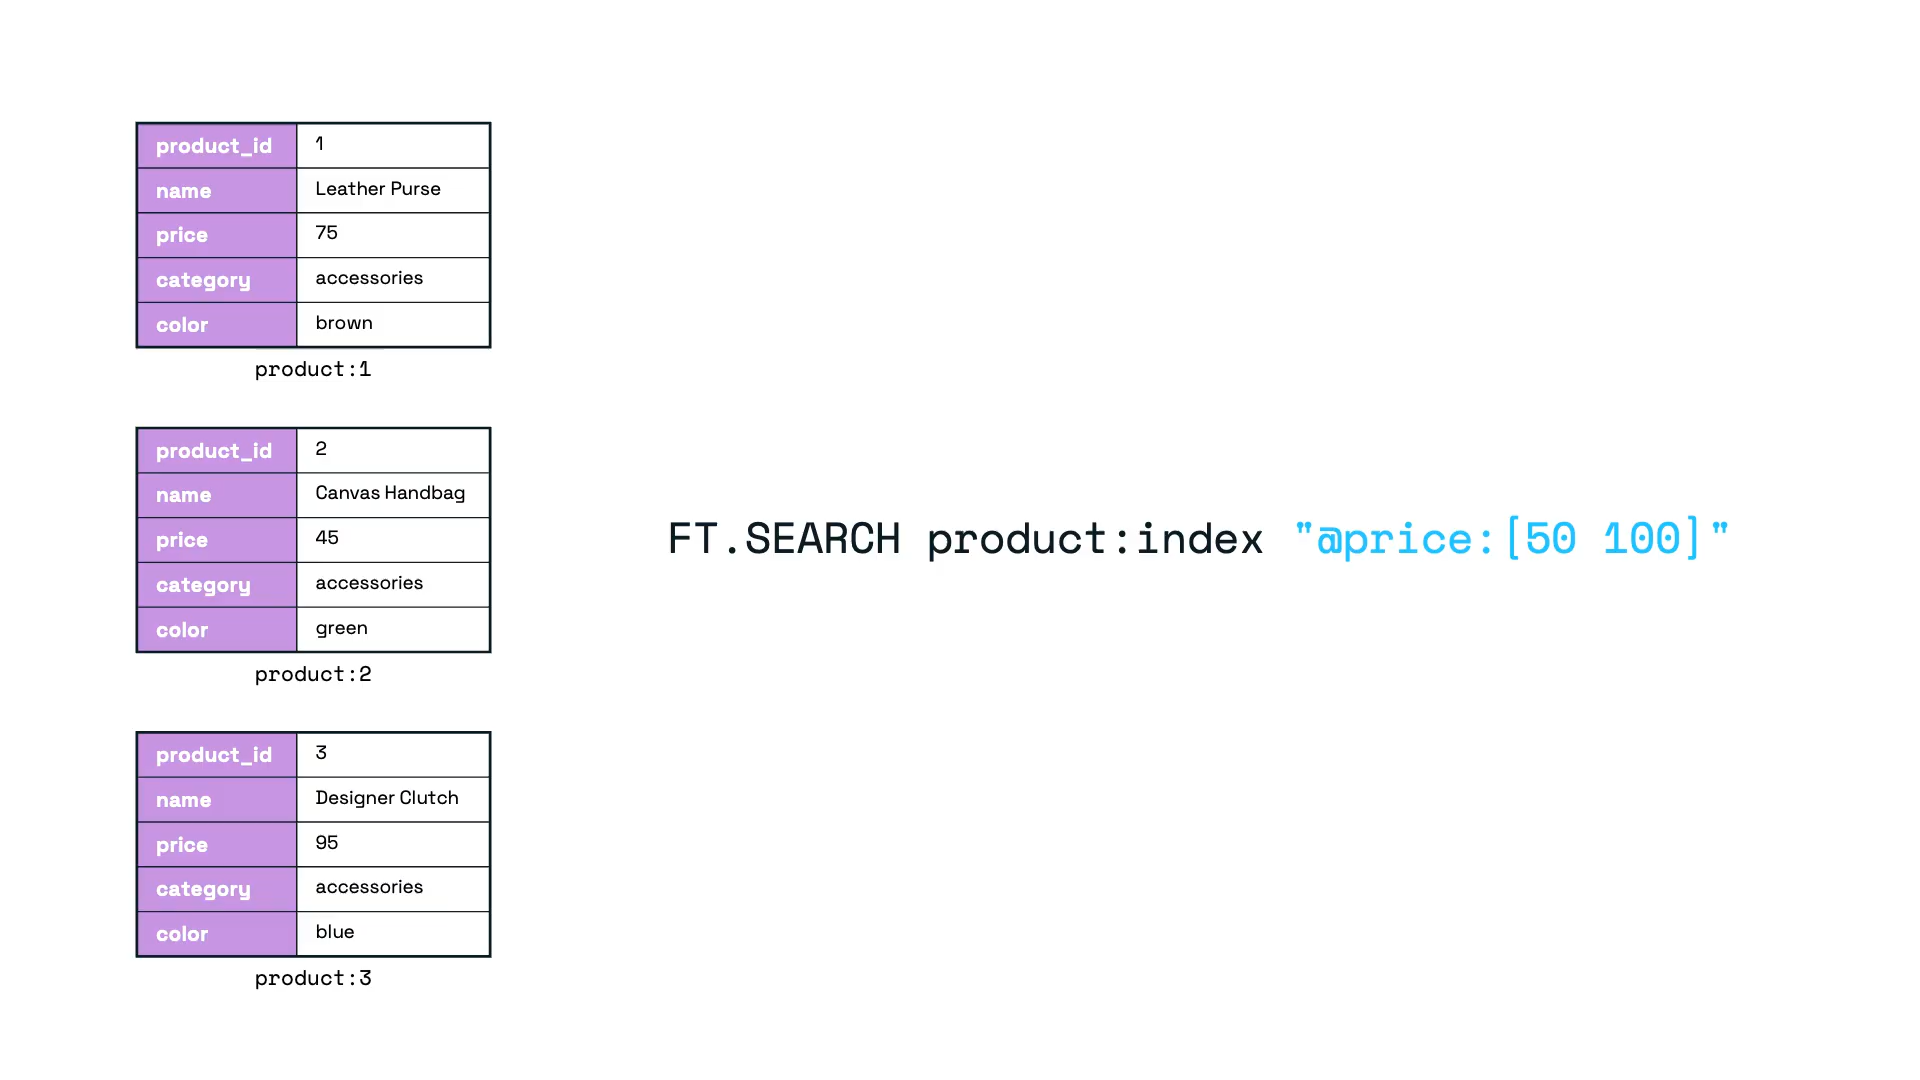 product_id 1
name Leather Purse
price 75
category accessories
color brown
product:1
product_id 2
name Canvas Handbag
price 45
category accessories
color green
product:2
product_id 3
name Designer Clutch
price 95
category accessories
color blue
product:3
FT.SEARCH product:index "@price:[50 100]"